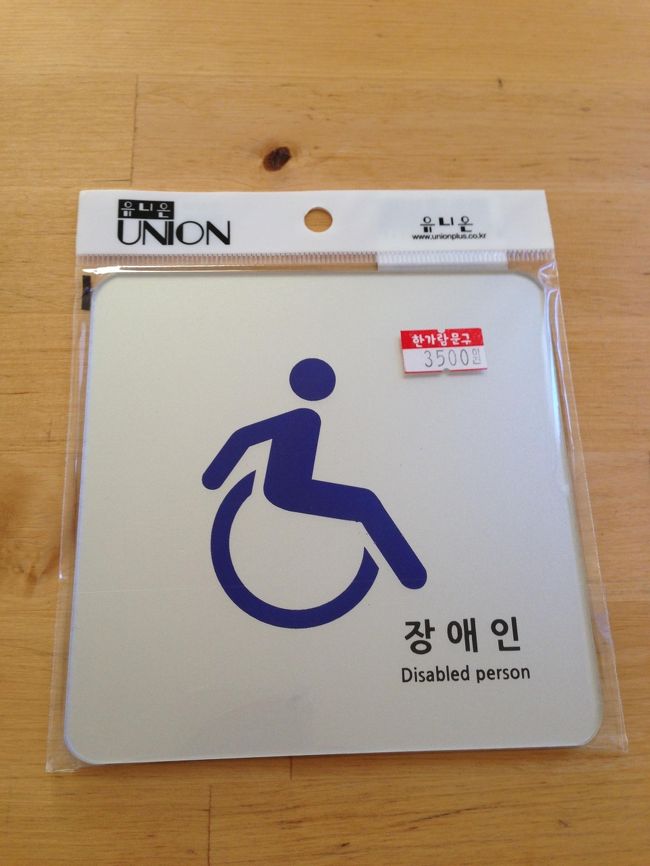 유니온
UNION
유니온
www.unionplus.co.kr
한가람문구
3500원
장애인
Disabled person